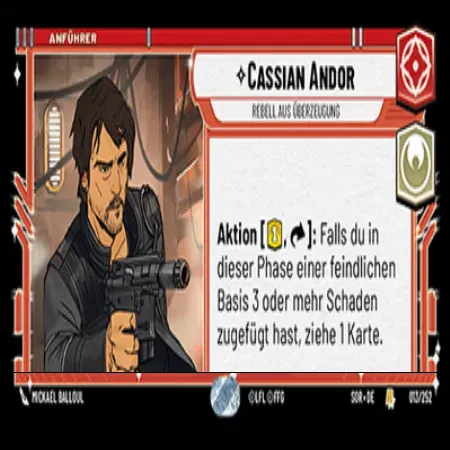 ANFÜHRER
CASSIAN ANDOR
REBELL AUS ÜBERZEUGUNG
Aktion [1, ]: Falls du in
dieser Phase einer feindlichen
Basis 3 oder mehr Schaden
zugefügt hast, ziehe 1 Karte.
MICKAEL BALLOUL
©LFL ©FFG
SOR • DE
013/252